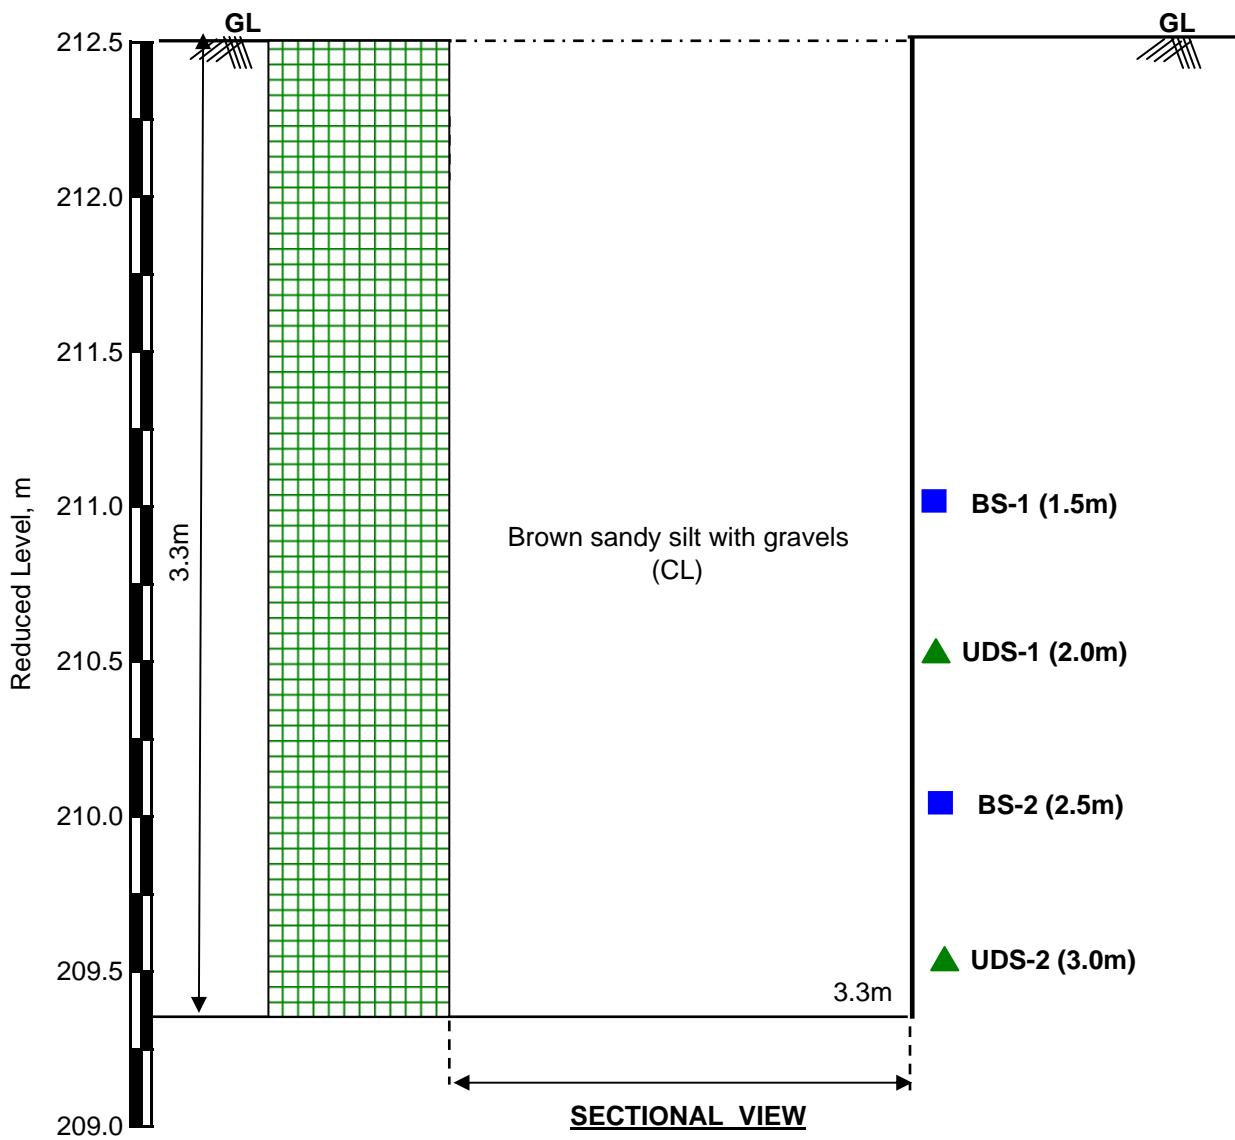 GL
GL
212.5
212.0
211.5
211.0
210.5
210.0
209.5
209.0
Reduced Level, m
3.3m
Brown sandy silt with gravels
(CL)
BS-1 (1.5m)
UDS-1 (2.0m)
BS-2 (2.5m)
UDS-2 (3.0m)
3.3m
SECTIONAL VIEW